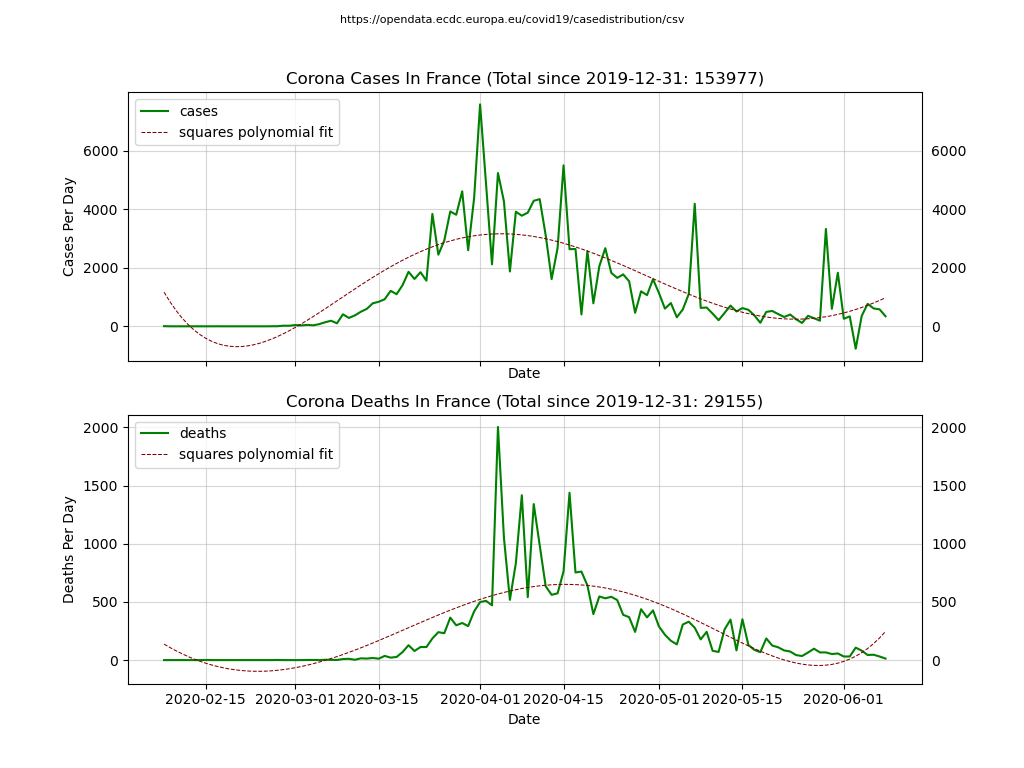 https://opendata.ecdc.europa.eu/covid19/casedistribution/csv
Corona Cases In France (Total since 2019-12-31: 153977)
cases
squares polynomial fit
6000 6000
4000 4000
2000 2000
0 0
Cases Per Day
Date
Corona Deaths In France (Total since 2019-12-31: 29155)
deaths
squares polynomial fit
2000 2000
1500 1500
1000 1000
500 500
0 0
Deaths Per Day
2020-02-15 2020-03-01 2020-03-15 2020-04-01 2020-04-15 2020-05-01 2020-05-15 2020-06-01
Date